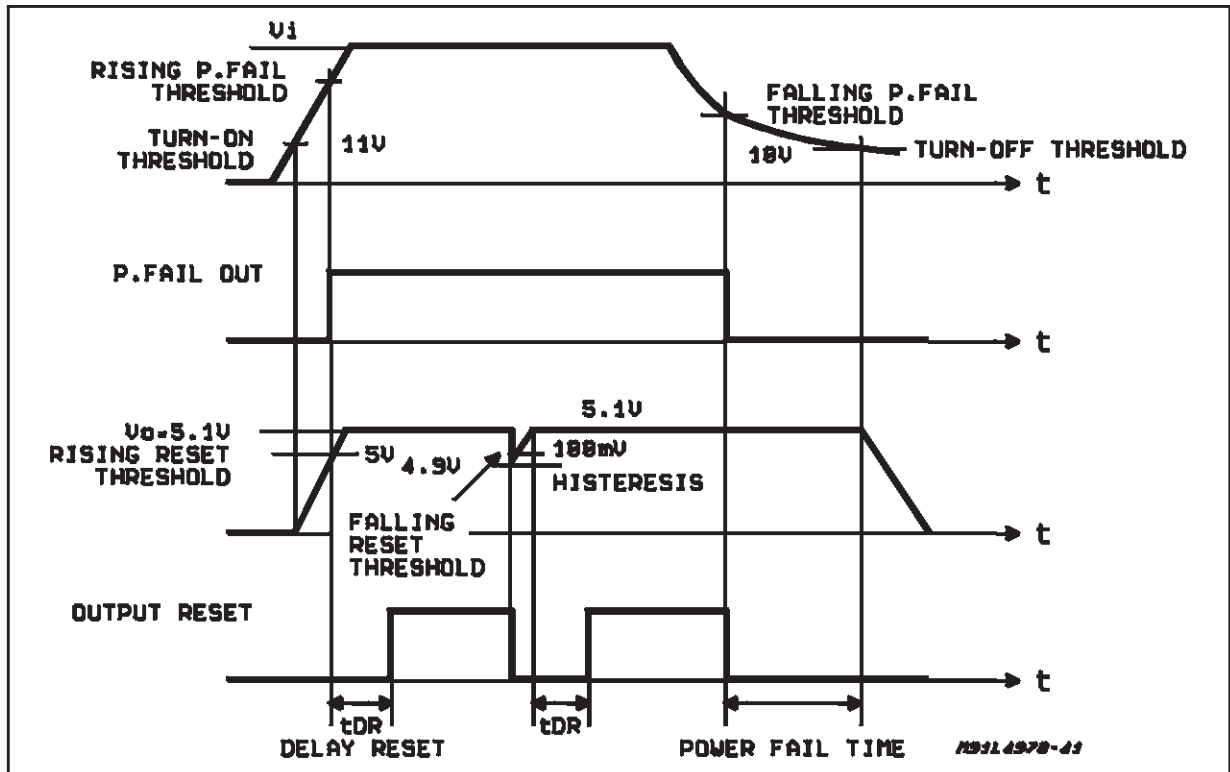 Vi
RISING P.FAIL
THRESHOLD
TURN-ON
THRESHOLD
11V
FALLING P.FAIL
THRESHOLD
10V
TURN-OFF THRESHOLD
t
P.FAIL OUT
t
Vo=5.1V
RISING RESET
THRESHOLD
5V
4.9V
5.1V
100mV
HISTERESIS
FALLING
RESET
THRESHOLD
t
OUTPUT RESET
t
tDR
DELAY RESET
tDR
POWER FAIL TIME
M91L4970-41